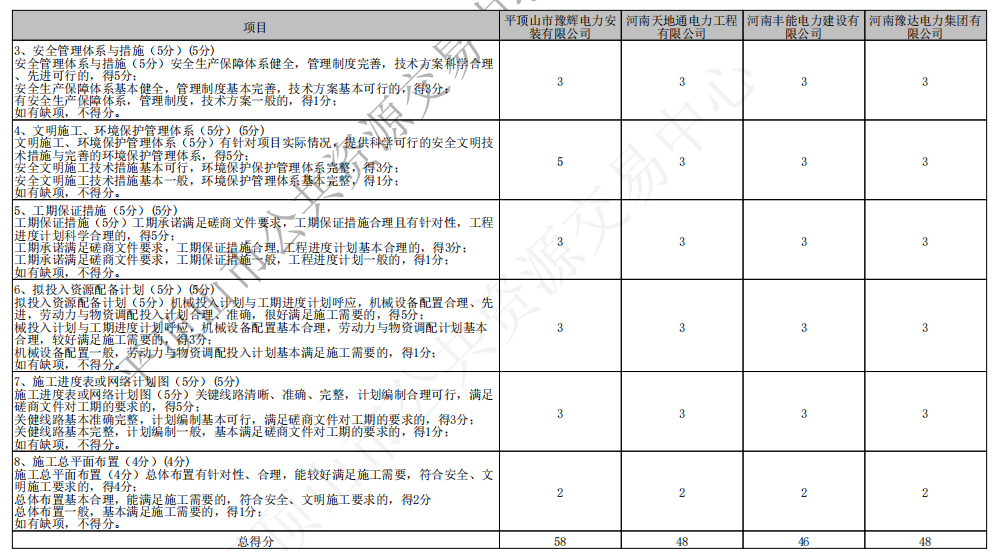 项目 平顶山市豫辉电力安装有限公司 河南天地通电力工程有限公司 河南丰能电力建设有限公司 河南豫达电力集团有限公司
3、安全管理体系与措施（5分）(5分)
安全管理体系与措施（5分）安全生产保障体系健全，管理制度完善，技术方案科学合理
、先进可行的，得5分；
安全生产保障体系基本健全，管理制度基本完善，技术方案基本可行的，得3分；
有安全生产保障体系，管理制度，技术方案一般的，得1分；
如有缺项，不得分。
3 3 3 3
4、文明施工、环境保护管理体系（5分）(5分)
文明施工、环境保护管理体系（5分）有针对项目实际情况，提供科学可行的安全文明技
术措施与完善的环境保护管理体系，得5分；
安全文明施工技术措施基本可行，环境保护保护管理体系完整，得3分；
安全文明施工技术措施基本一般，环境保护管理体系基本完整，得1分；
如有缺项，不得分。
5 3 3 3
5、工期保证措施（5分）(5分)
工期保证措施（5分）工期承诺满足磋商文件要求，工期保证措施合理且有针对性，工程
进度计划科学合理的，得5分；
工期承诺满足磋商文件要求，工期保证措施合理,工程进度计划基本合理的，得3分；
工期承诺满足磋商文件要求，工期保证措施一般，工程进度计划一般的，得1分；
如有缺项，不得分。
3 3 3 3
6、拟投入资源配备计划（5分）(5分)
拟投入资源配备计划（5分）机械投入计划与工期进度计划呼应，机械设备配置合理、先
进，劳动力与物资调配投入计划合理、准确，很好满足施工需要的，得5分；
械投入计划与工期进度计划呼应，机械设备配置基本合理，劳动力与物资调配计划基本
合理，较好满足施工需要的，得3分；
机械设备配置一般，劳动力与物资调配投入计划基本满足施工需要的，得1分；
如有缺项，不得分。
3 3 3 3
7、施工进度表或网络计划图（5分）(5分)
施工进度表或网络计划图（5分）关键线路清晰、准确、完整，计划编制合理可行，满足
磋商文件对工期的要求的，得5分；
关健线路基本准确完整，计划编制基本可行，满足磋商文件对工期的要求的，得3分；
关健线路基本完整，计划编制一般，基本满足磋商文件对工期的要求的，得1分；
如有缺项，不得分。
3 3 3 3
8、施工总平面布置（4分）(4分)
施工总平面布置（4分）总体布置有针对性、合理，能较好满足施工需要，符合安全、文
明施工要求的，得4分；
总体布置基本合理，能满足施工需要的，符合安全、文明施工要求的，得2分
总体布置一般，基本满足施工需要的，得1分；
如有缺项，不得分。
2 2 2 2
总得分 58 48 46 48
平顶山市公共资源交易中心